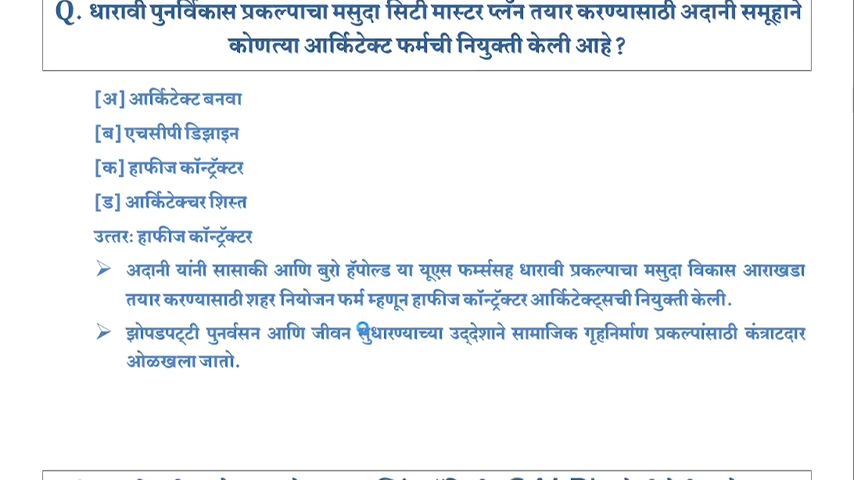 Q. धारावी पुनर्विकास प्रकल्पाचा मसुदा सिटी मास्टर प्लॅन तयार करण्यासाठी अदानी समूहाने
कोणत्या आर्किटेक्ट फर्मची नियुक्ती केली आहे?
[अ] आर्किटेक्ट बनवा
[ब] एचसीपी डिझाइन
[क] हाफीज कॉन्ट्रॅक्टर
[ड] आर्किटेक्चर शिस्त
उत्तर: हाफीज कॉन्ट्रॅक्टर
➢ अदानी यांनी सासाकी आणि बुरो हॅपोल्ड या यूएस फर्म्ससह धारावी प्रकल्पाचा मसुदा विकास आराखडा
तयार करण्यासाठी शहर नियोजन फर्म म्हणून हाफीज कॉन्ट्रॅक्टर आर्किटेक्ट्सची नियुक्ती केली.
➢ झोपडपट्टी पुनर्वसन आणि जीवन सुधारण्याच्या उद्देशाने सामाजिक गृहनिर्माण प्रकल्पांसाठी कंत्राटदार
ओळखला जातो.